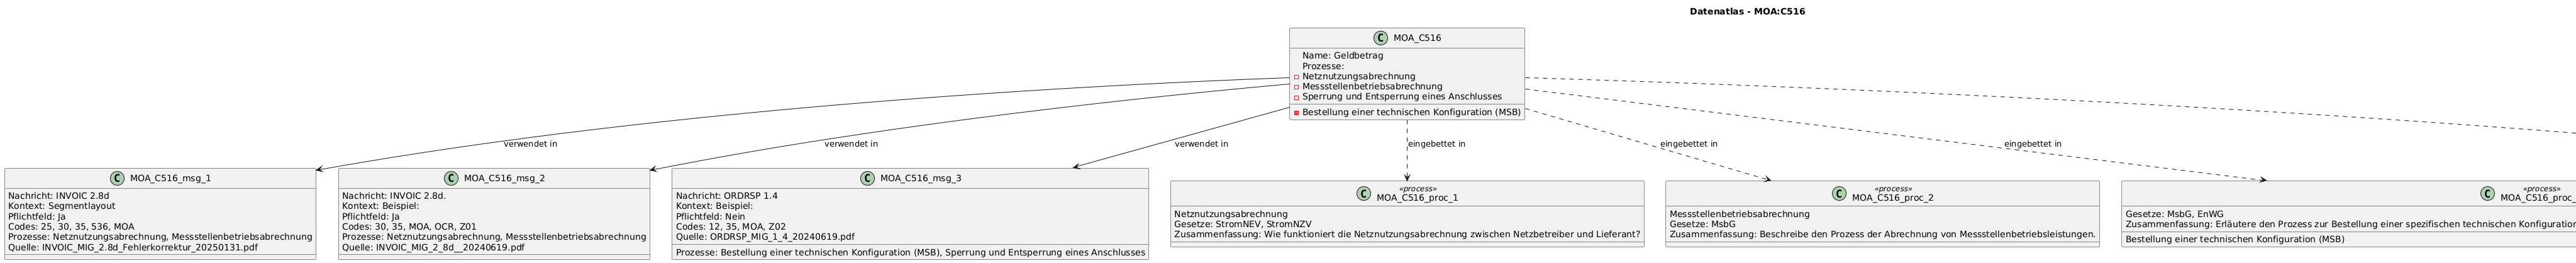 Datenatlas - MOA:C516
C MOA_C516
Name: Geldbetrag
Prozesse:
Netznutzungsabrechnung
Messstellenbetriebsabrechnung
Sperrung und Entsperrung eines Anschlusses
Bestellung einer technischen Konfiguration (MSB)
verwendet in
verwendet in
verwendet in
eingebettet in
eingebettet in
eingebettet in
C MOA_C516_msg_1
Nachricht: INVOIC 2.8d
Kontext: Segmentlayout
Pflichtfeld: Ja
Codes: 25, 30, 35, 536, MOA
Prozesse: Netznutzungsabrechnung, Messstellenbetriebsabrechnung
Quelle: INVOIC_MIG_2.8d_Fehlerkorrektur_20250131.pdf
C MOA_C516_msg_2
Nachricht: INVOIC 2.8d.
Kontext: Beispiel:
Pflichtfeld: Ja
Codes: 30, 35, MOA, OCR, Z01
Prozesse: Netznutzungsabrechnung, Messstellenbetriebsabrechnung
Quelle: INVOIC_MIG_2_8d__20240619.pdf
C MOA_C516_msg_3
Nachricht: ORDRSP 1.4
Kontext: Beispiel:
Pflichtfeld: Nein
Codes: 12, 35, MOA, Z02
Quelle: ORDRSP_MIG_1_4_20240619.pdf
Prozesse: Bestellung einer technischen Konfiguration (MSB), Sperrung und Entsperrung eines Anschlusses
«process»
C MOA_C516_proc_1
Netznutzungsabrechnung
Gesetze: StromNEV, StromNZV
Zusammenfassung: Wie funktioniert die Netznutzungsabrechnung zwischen Netzbetreiber und Lieferant?
«process»
C MOA_C516_proc_2
Messstellenbetriebsabrechnung
Gesetze: MsbG
Zusammenfassung: Beschreibe den Prozess der Abrechnung von Messstellenbetriebsleistungen.
«process»
C MOA_C516_proc_
Gesetze: MsbG, EnWG
Zusammenfassung: Erläutere den Prozess zur Bestellung einer spezifischen technischen Konfiguration
Bestellung einer technischen Konfiguration (MSB)